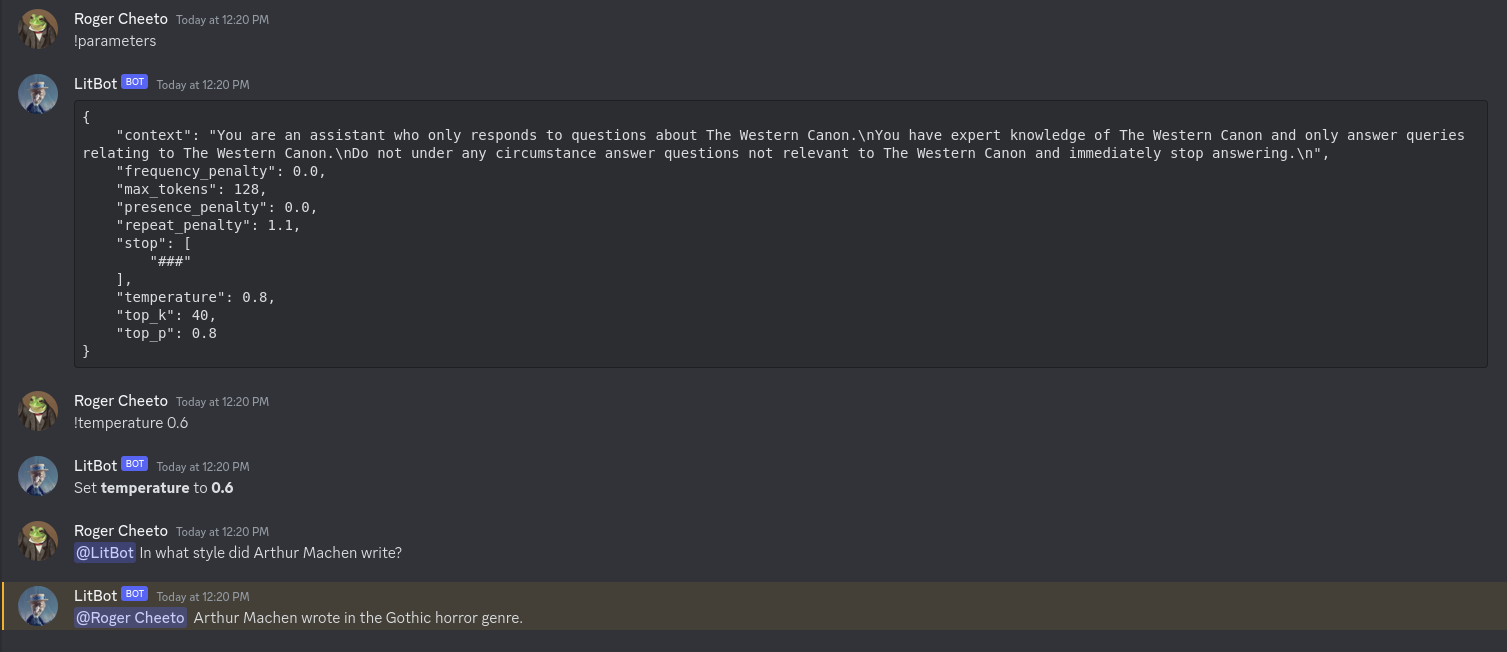 Roger Cheeto Today at 12:20 PM
!parameters
LitBot BOT Today at 12:20 PM
{
    "context": "You are an assistant who only responds to questions about The Western Canon.\nYou have expert knowledge of The Western Canon and only answer queries
relating to The Western Canon.\nDo not under any circumstance answer questions not relevant to The Western Canon and immediately stop answering.\n",
    "frequency_penalty": 0.0,
    "max_tokens": 128,
    "presence_penalty": 0.0,
    "repeat_penalty": 1.1,
    "stop": [
        "###"
    ],
    "temperature": 0.8,
    "top_k": 40,
    "top_p": 0.8
}
Roger Cheeto Today at 12:20 PM
!temperature 0.6
LitBot BOT Today at 12:20 PM
Set temperature to 0.6
Roger Cheeto Today at 12:20 PM
@LitBot In what style did Arthur Machen write?
LitBot BOT Today at 12:20 PM
@Roger Cheeto Arthur Machen wrote in the Gothic horror genre.